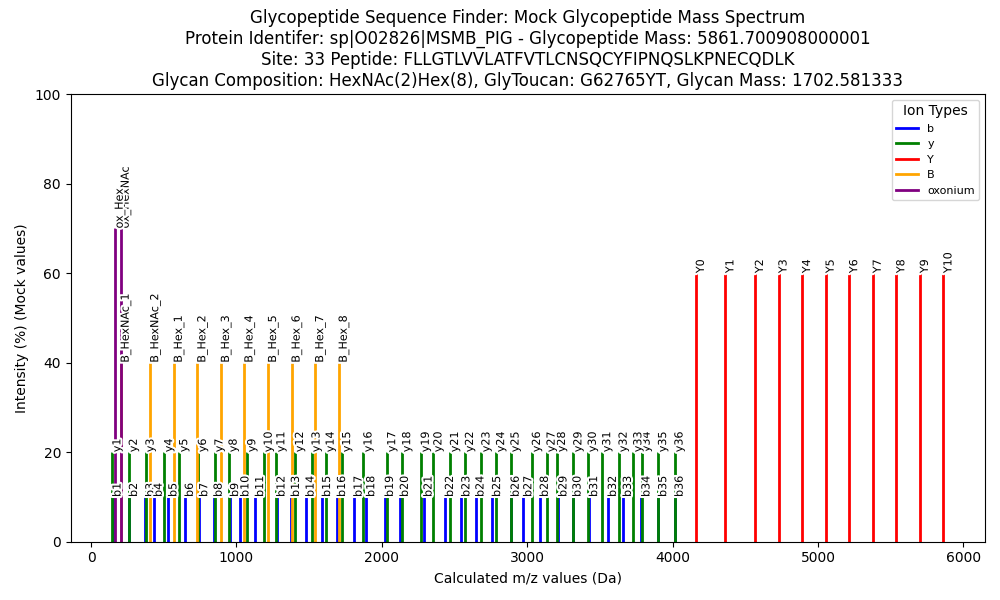 Glycopeptide Sequence Finder: Mock Glycopeptide Mass Spectrum
Protein Identifer: sp|O02826|MSMB_PIG - Glycopeptide Mass: 5861.700908000001
Site: 33 Peptide: FLLGTLVVLATFVTLCNSQCYFIPNQSLKPNECQDLK
Glycan Composition: HexNAc(2)Hex(8), GlyToucan: G62765YT, Glycan Mass: 1702.581333
Intensity (%) (Mock values)
100
80
60
40
20
0
Ion Types
b
y
Y
B
oxonium
ox_Hex
ox_HexNAc
Y0
Y1
Y2
Y3
Y4
Y5
Y6
Y7
Y8
Y9
Y10
B_HexNAc_1
B_HexNAc_2
B_Hex_1
B_Hex_2
B_Hex_3
B_Hex_4
B_Hex_5
B_Hex_6
B_Hex_7
B_Hex_8
y1
y2
y3
y4
y5
y6
y7
y8
y9
y10
y11
y12
y13
y14
y15
y16
y17
y18
y19
y20
y21
y22
y23
y24
y25
y26
y27
y28
y29
y30
y31
y32
y33
y34
y35
y36
b1
b2
b3
b4
b5
b6
b7
b8
b9
b10
b11
b12
b13
b14
b15
b16
b17
b18
b19
b20
b21
b22
b23
b24
b25
b26
b27
b28
b29
b30
b31
b32
b33
b34
b35
b36
0
1000
2000
3000
4000
5000
6000
Calculated m/z values (Da)